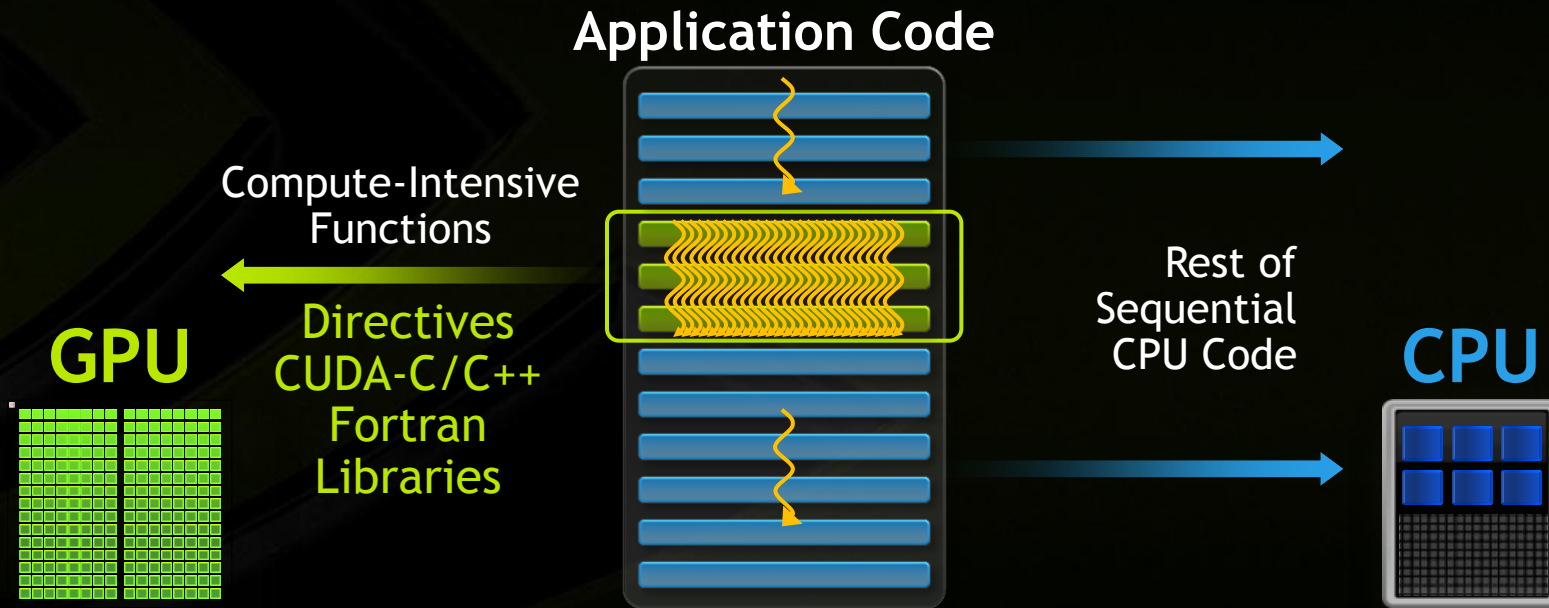 Application Code
Compute-Intensive
Functions
Directives
CUDA-C/C++
Fortran
Libraries
GPU
Rest of
Sequential
CPU Code
CPU